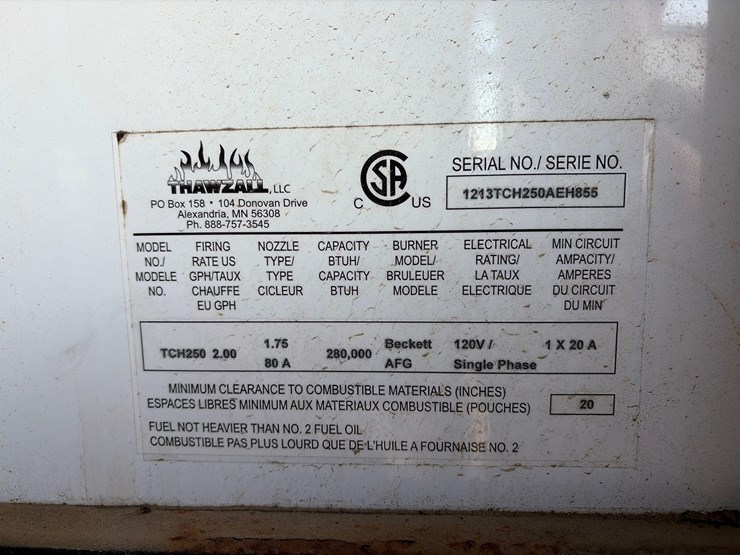 THAWZALL, LLC
PO Box 158 • 104 Donovan Drive
Alexandria, MN 56308
Ph. 888-757-3545
CSA
C US
SERIAL NO./ SERIE NO.
1213TCH250AEH855
MODEL FIRING NOZZLE CAPACITY BURNER ELECTRICAL MIN CIRCUIT
NO./ RATE US TYPE/ BTUH/ MODEL/ RATING/ AMPACITY/
MODELE GPH/TAUX TYPE CAPACITY BRULEUER LA TAUX AMPERES
NO. CHAUFFE CICLEUR BTUH MODELE ELECTRIQUE DU CIRCUIT
EU GPH DU MIN
1.75 Beckett 120V / 1 X 20 A
TCH250 2.00 280,000
80 A AFG Single Phase
MINIMUM CLEARANCE TO COMBUSTIBLE MATERIALS (INCHES)
ESPACES LIBRES MINIMUM AUX MATERIAUX COMBUSTIBLE (POUCHES) 20
FUEL NOT HEAVIER THAN NO. 2 FUEL OIL
COMBUSTIBLE PAS PLUS LOURD QUE DE L'HUILE A FOURNAISE NO. 2